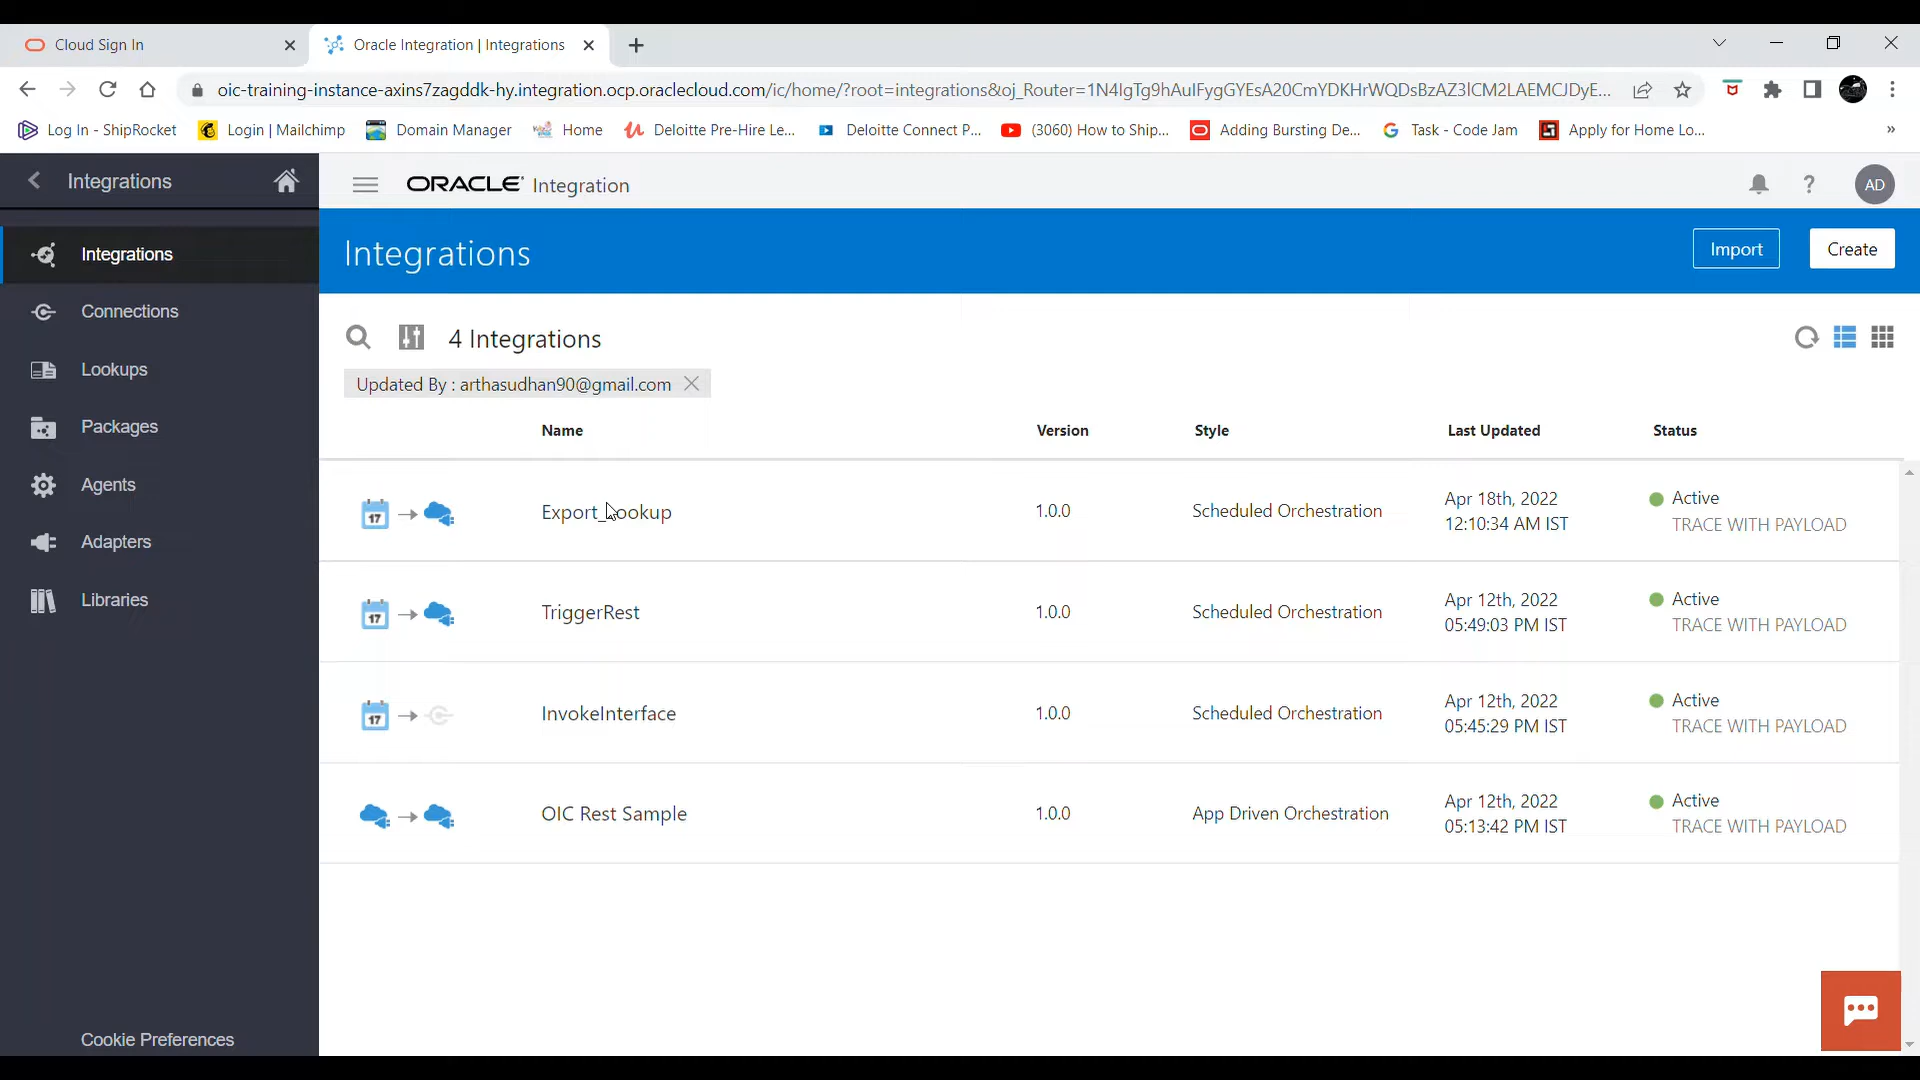 Cloud Sign In
Oracle Integration | Integrations
oic-training-instance-axins7zagddk-hy.integration.ocp.oraclecloud.com/ic/home/?root=integrations&oj_Router=1N4IgTg9hAuIFygGYEsA20CmYDKHrWQDsBzAZ3lCM2LAEMCJDyE...
Log In - ShipRocket
Login | Mailchimp
Domain Manager
Home
Deloitte Pre-Hire Le...
Deloitte Connect P...
(3060) How to Ship...
Adding Bursting De...
Task - Code Jam
Apply for Home Lo...
»
Integrations
ORACLE Integration
?
AD
Integrations
Connections
Lookups
Packages
Agents
Adapters
Libraries
Cookie Preferences
Integrations
Import
Create
4 Integrations
Updated By : arthasudhan90@gmail.com
Name Version Style Last Updated Status
17
Export_Lookup
1.0.0
Scheduled Orchestration
Apr 18th, 2022
12:10:34 AM IST
Active
TRACE WITH PAYLOAD
17
TriggerRest
1.0.0
Scheduled Orchestration
Apr 12th, 2022
05:49:03 PM IST
Active
TRACE WITH PAYLOAD
17
InvokeInterface
1.0.0
Scheduled Orchestration
Apr 12th, 2022
05:45:29 PM IST
Active
TRACE WITH PAYLOAD
OIC Rest Sample
1.0.0
App Driven Orchestration
Apr 12th, 2022
05:13:42 PM IST
Active
TRACE WITH PAYLOAD